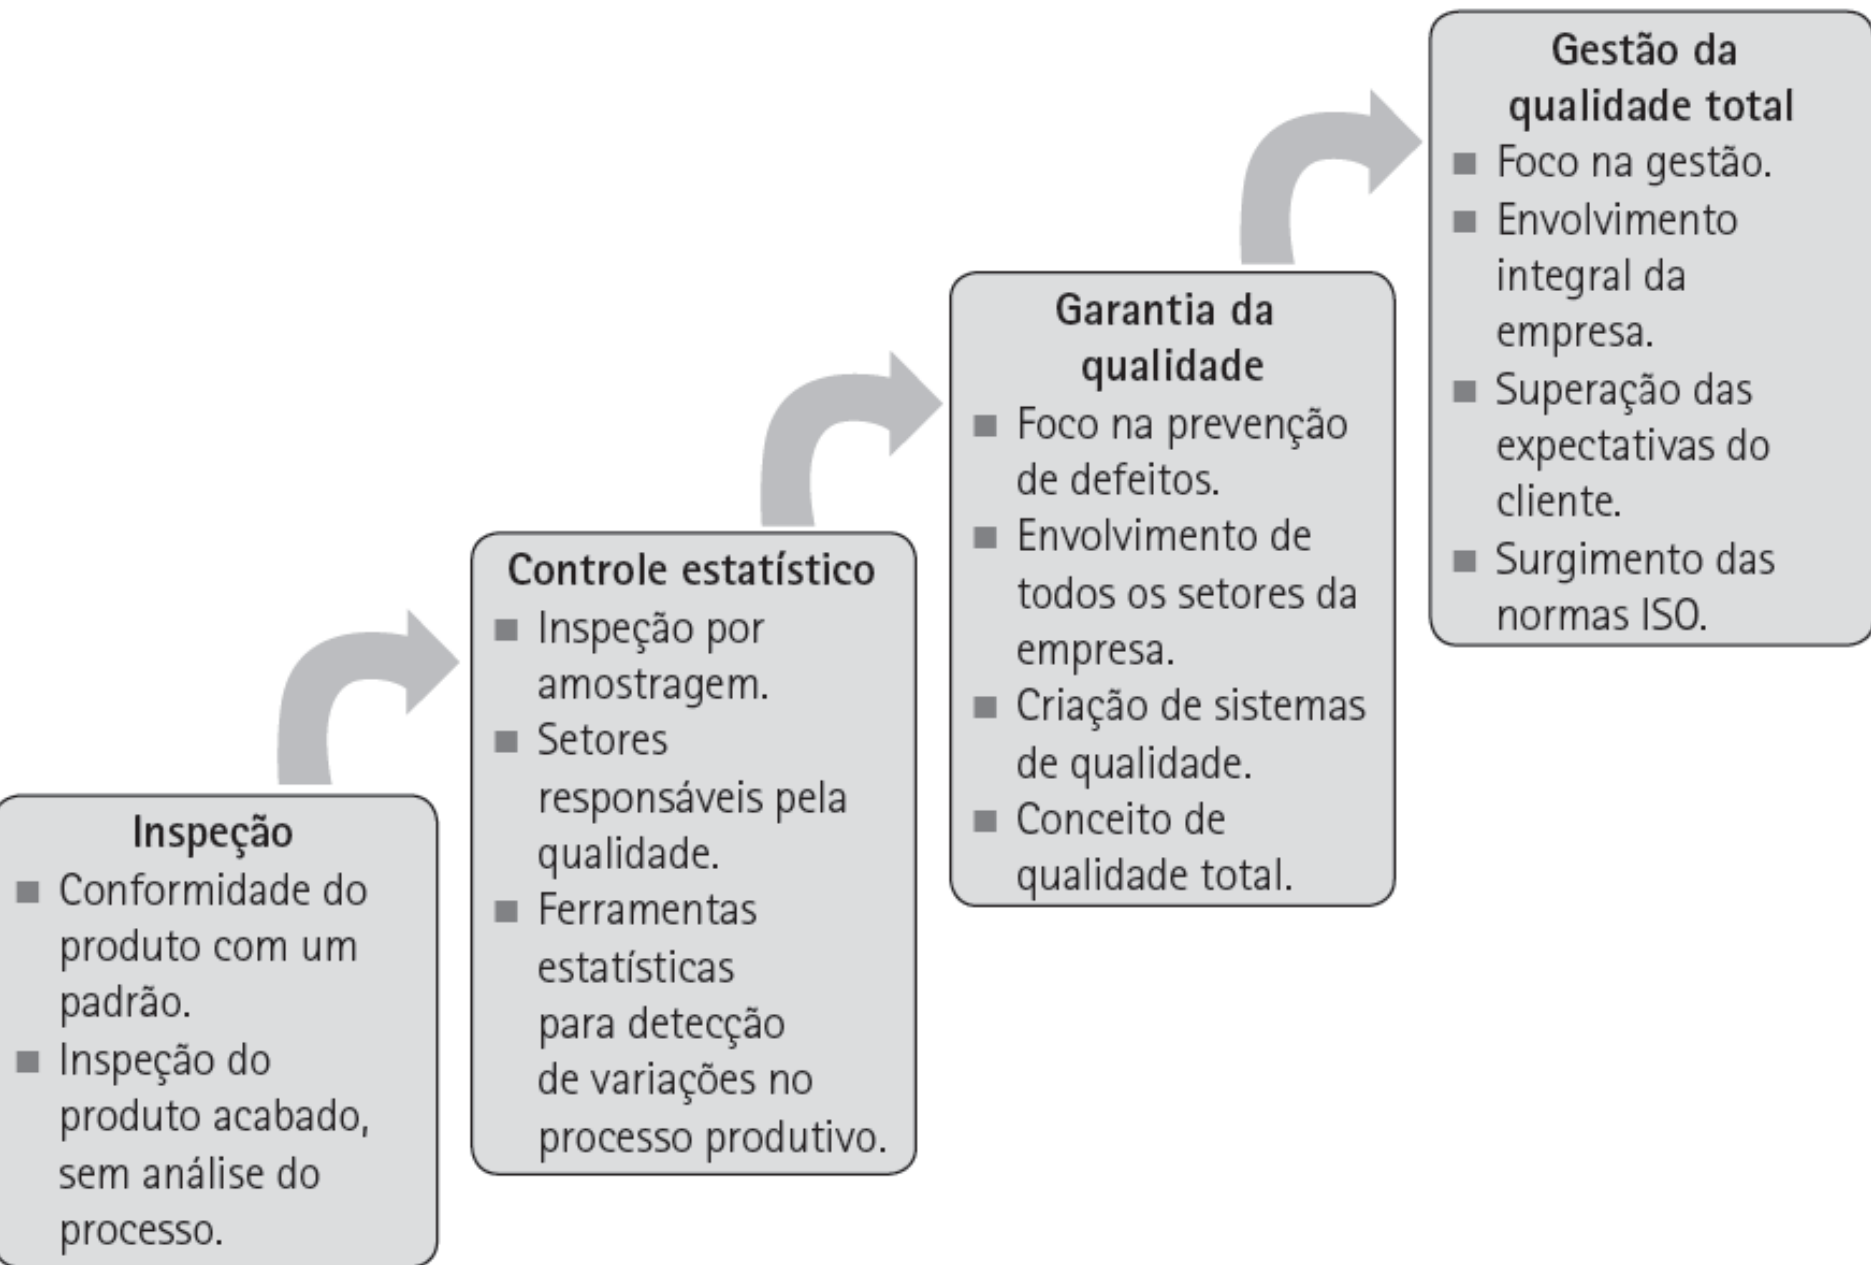 Inspeção
■ Conformidade do
produto com um
padrão.
■ Inspeção do
produto acabado,
sem análise do
processo.
Controle estatístico
■ Inspeção por
amostragem.
■ Setores
responsáveis pela
qualidade.
■ Ferramentas
estatísticas
para detecção
de variações no
processo produtivo.
Garantia da
qualidade
■ Foco na prevenção
de defeitos.
■ Envolvimento de
todos os setores da
empresa.
■ Criação de sistemas
de qualidade.
■ Conceito de
qualidade total.
Gestão da
qualidade total
■ Foco na gestão.
■ Envolvimento
integral da
empresa.
■ Superação das
expectativas do
cliente.
■ Surgimento das
normas ISO.